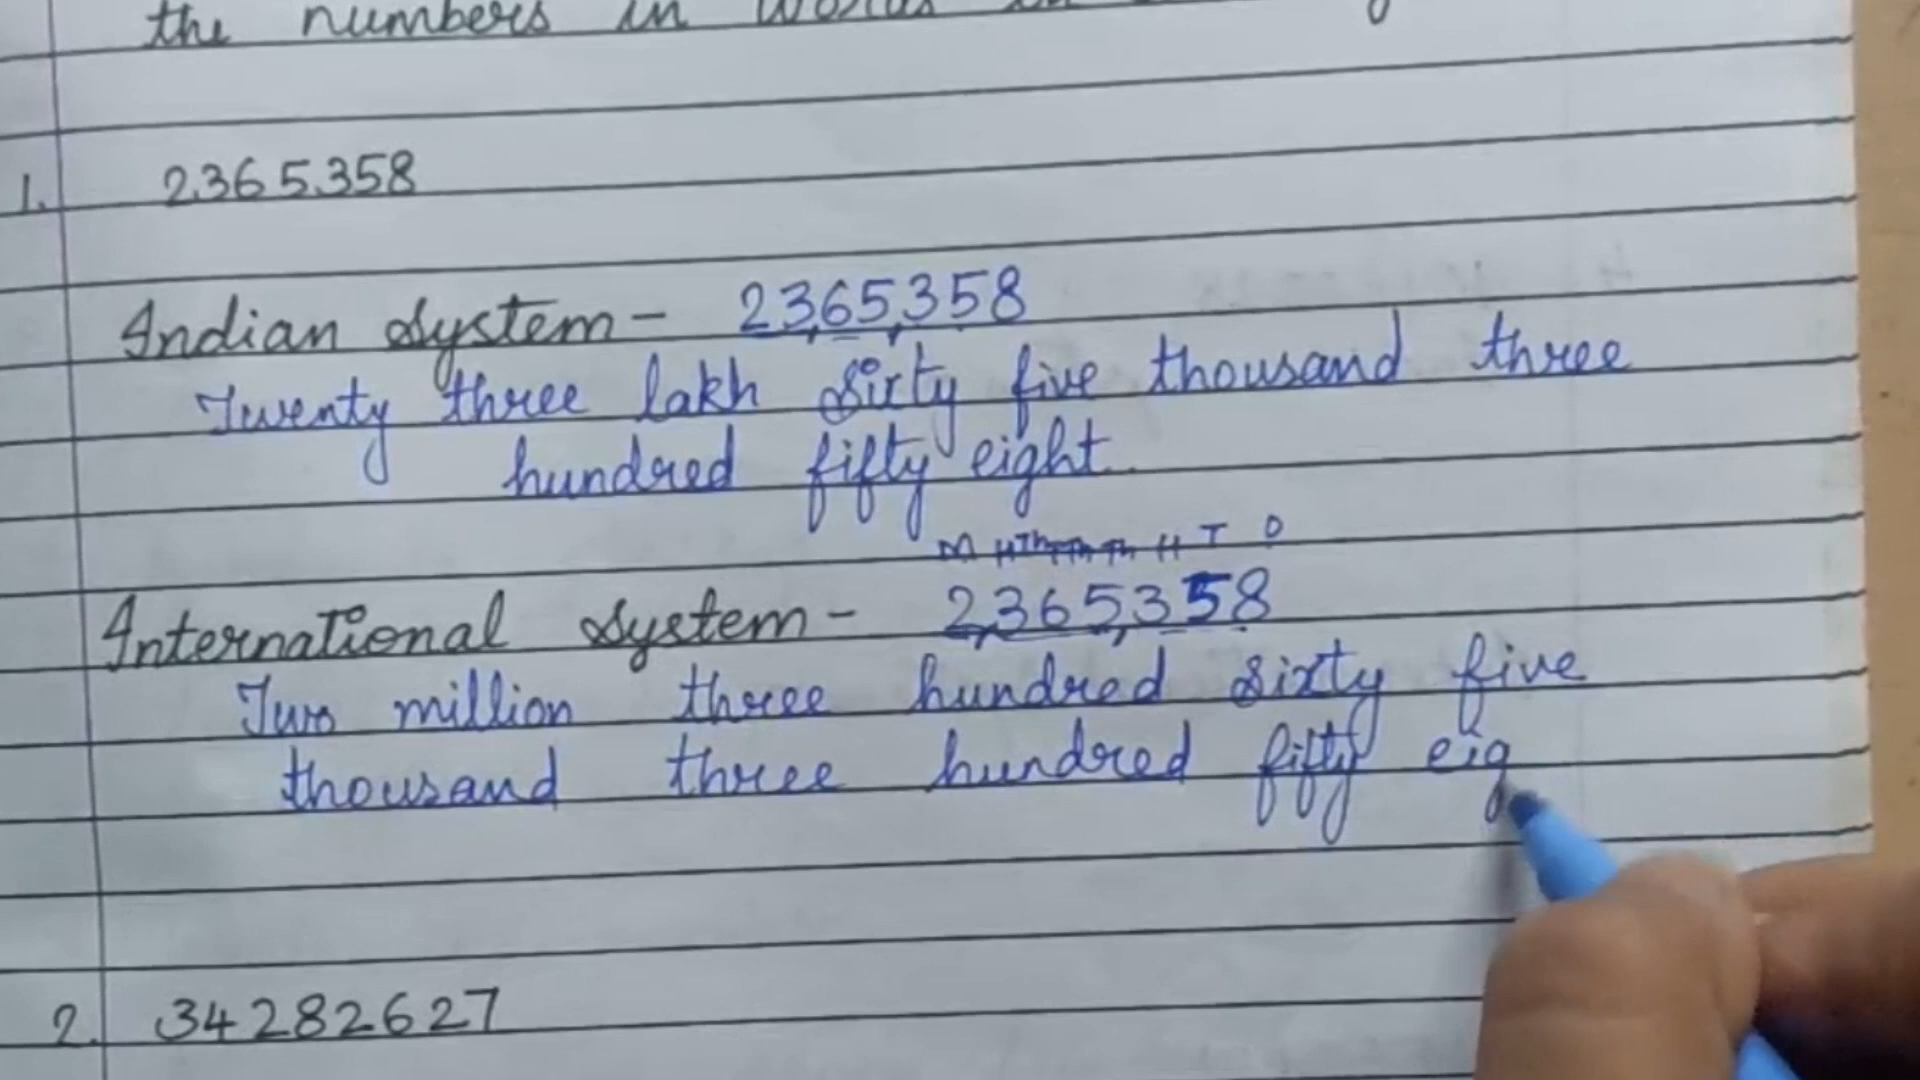 the numbers in words in
1. 2365358
Indian System - 23,65,358
Twenty three lakh Sixty five thousand three
hundred fifty eight.
M HTh TTh Th H T O
International System - 2,365,358
Two million three hundred sixty five
thousand three hundred fifty eig
2. 34282627